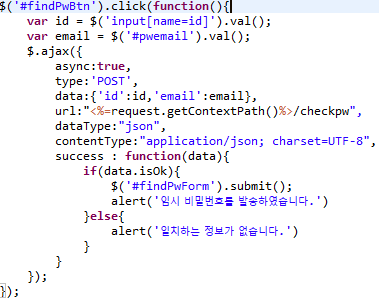 $('#findPwBtn').click(function(){
    var id = $('input[name=id]').val();
    var email = $('#pwemail').val();
    $.ajax({
        async:true,
        type:'POST',
        data:{'id':id,'email':email},
        url:"<%=request.getContextPath()%>/checkpw",
        dataType:"json",
        contentType:"application/json; charset=UTF-8",
        success : function(data){
            if(data.isOk){
                $('#findPwForm').submit();
                alert('임시 비밀번호를 발송하였습니다.')
            }else{
                alert('일치하는 정보가 없습니다.')
            }
        }
    });
});